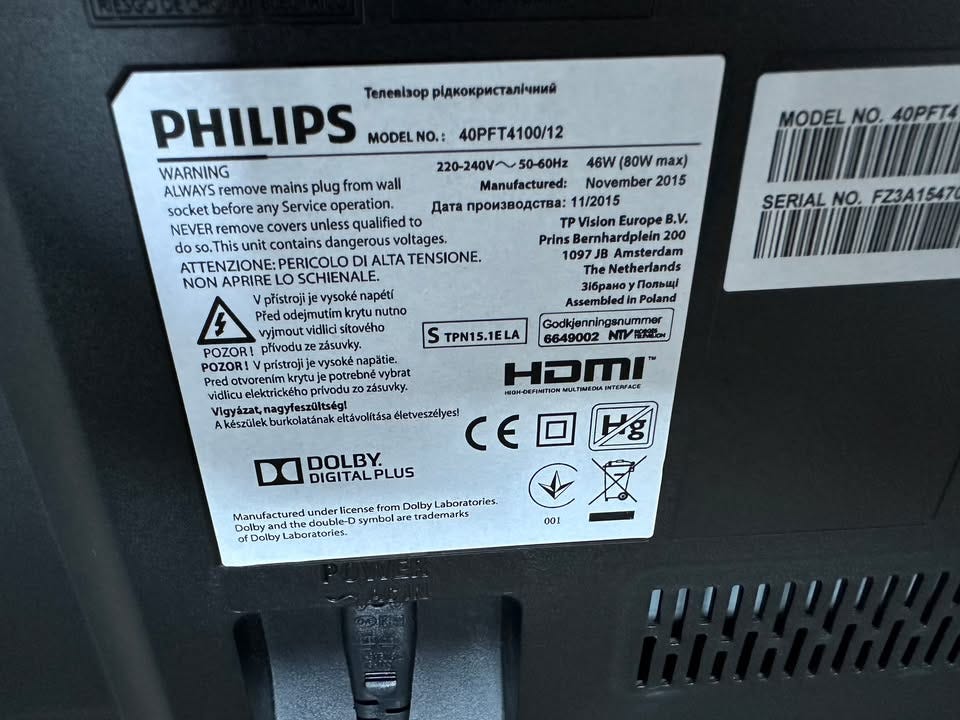 RIESGO DE CHOQUE ELECTRICO
Телевізор рідкокристалічний
PHILIPS MODEL NO.: 40PFT4100/12
220-240V～ 50-60Hz 46W (80W max)
Manufactured: November 2015
Дата производства: 11/2015
TP Vision Europe B.V.
Prins Bernhardplein 200
1097 JB Amsterdam
The Netherlands
Зібрано у Польщі
Assembled in Poland
WARNING
ALWAYS remove mains plug from wall
socket before any Service operation.
NEVER remove covers unless qualified to
do so. This unit contains dangerous voltages.
ATTENZIONE: PERICOLO DI ALTA TENSIONE.
NON APRIRE LO SCHIENALE.
V přístroji je vysoké napětí
Před odejmutím krytu nutno
vyjmout vidlici síťového
POZOR! přívodu ze zásuvky.
POZOR! V prístroji je vysoké napätie.
Pred otvorením krytu je potrebné vybrat
vidlicu elektrického prívodu zo zásuvky.
Vigyázat, nagyfeszültség!
A készülek burkolatának eltávolítása életveszélyes!
S TPN15.1E LA
Godkjenningsnummer
6649002 NTV
HDMI™
HIGH-DEFINITION MULTIMEDIA INTERFACE
CE
Hg
DOLBY.
DIGITAL PLUS
001
Manufactured under license from Dolby Laboratories.
Dolby and the double-D symbol are trademarks
of Dolby Laboratories.
MODEL NO. 40PFT4
SERIAL NO. FZ3A15470
POWER